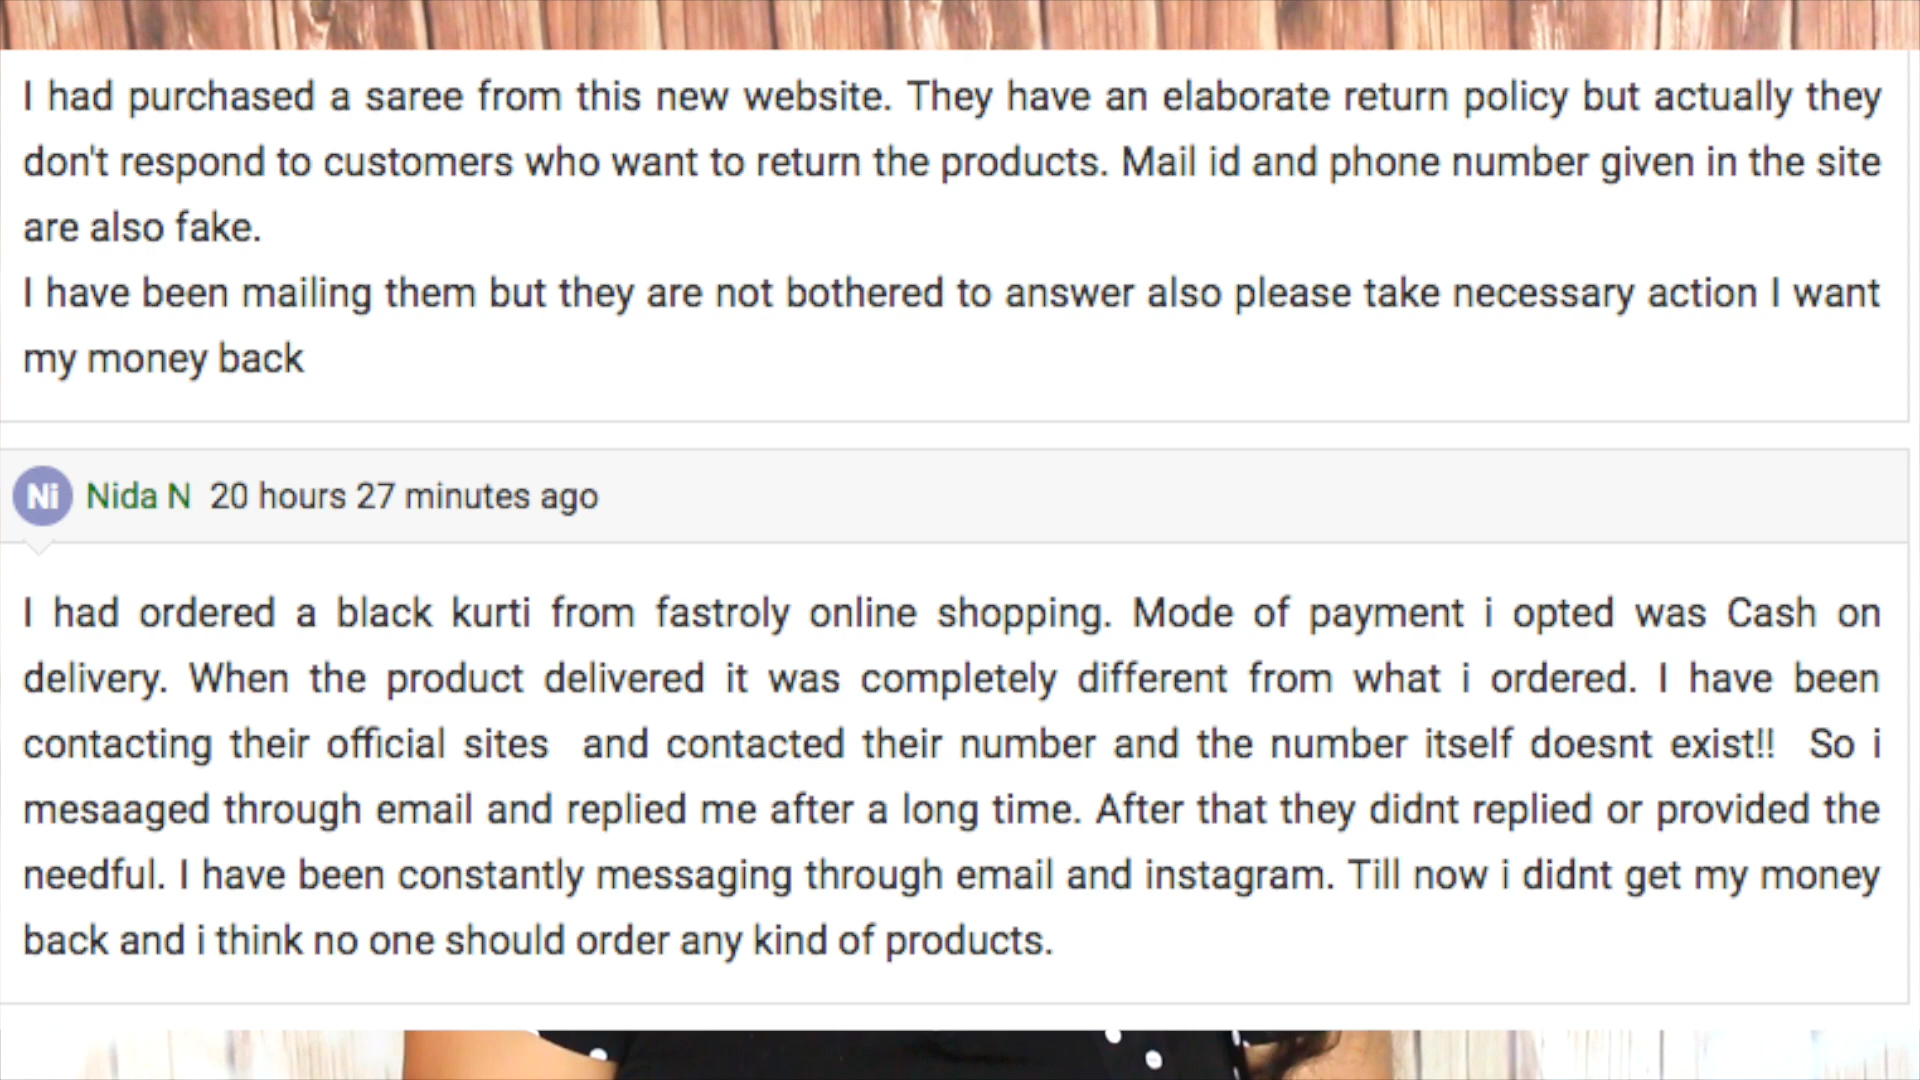 I had purchased a saree from this new website. They have an elaborate return policy but actually they
don't respond to customers who want to return the products. Mail id and phone number given in the site
are also fake.
I have been mailing them but they are not bothered to answer also please take necessary action I want
my money back
Ni Nida N 20 hours 27 minutes ago
I had ordered a black kurti from fastroly online shopping. Mode of payment i opted was Cash on
delivery. When the product delivered it was completely different from what i ordered. I have been
contacting their official sites  and contacted their number and the number itself doesnt exist!!  So i
mesaaged through email and replied me after a long time. After that they didnt replied or provided the
needful. I have been constantly messaging through email and instagram. Till now i didnt get my money
back and i think no one should order any kind of products.